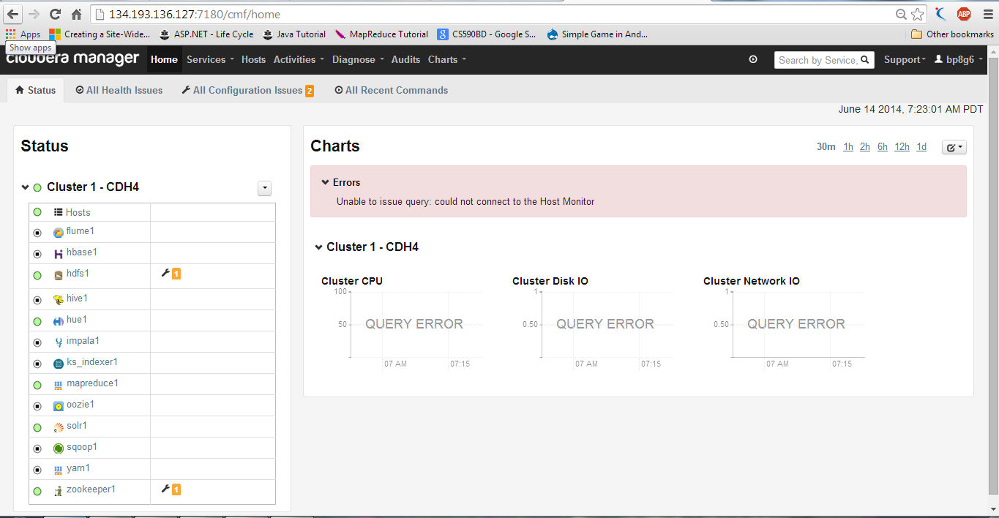 134.193.136.127:7180/cmf/home
Apps Creating a Site-Wide... ASP.NET - Life Cycle Java Tutorial MapReduce Tutorial CS590BD - Google S... Simple Game in And... Other bookmarks
Show apps
cloudera manager Home Services Hosts Activities Diagnose Audits Charts Search by Service, Support bp8g6
Status All Health Issues All Configuration Issues 2 All Recent Commands
June 14 2014, 7:23:01 AM PDT
Status
Cluster 1 - CDH4
Hosts
flume1
hbase1
hdfs1 1
hive1
hue1
impala1
ks_indexer1
mapreduce1
oozie1
solr1
sqoop1
yarn1
zookeeper1 1
Charts 30m 1h 2h 6h 12h 1d
Errors
Unable to issue query: could not connect to the Host Monitor
Cluster 1 - CDH4
Cluster CPU
100
50
QUERY ERROR
07 AM 07:15
Cluster Disk IO
1
0.50
QUERY ERROR
07 AM 07:15
Cluster Network IO
1
0.50
QUERY ERROR
07 AM 07:15